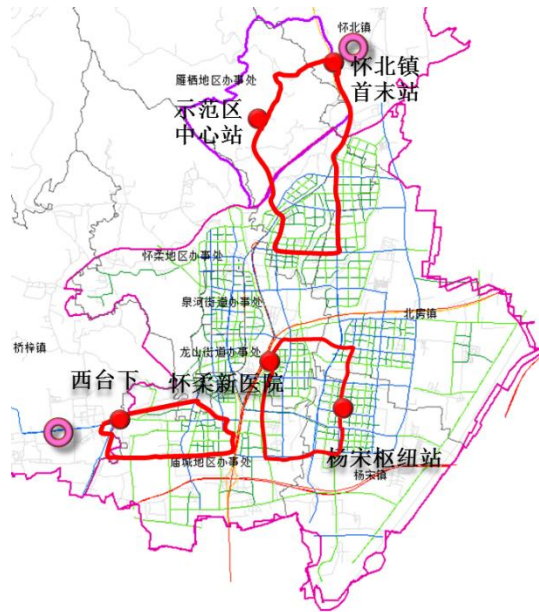 怀北镇
怀北镇
首末站
雁栖地区办事处
示范区
中心站
怀柔地区办事处
泉河街道办事处
北房镇
桥梓镇
龙山街道办事处
西台下
怀柔新医院
杨宋枢纽站
庙城地区办事处
杨宋镇